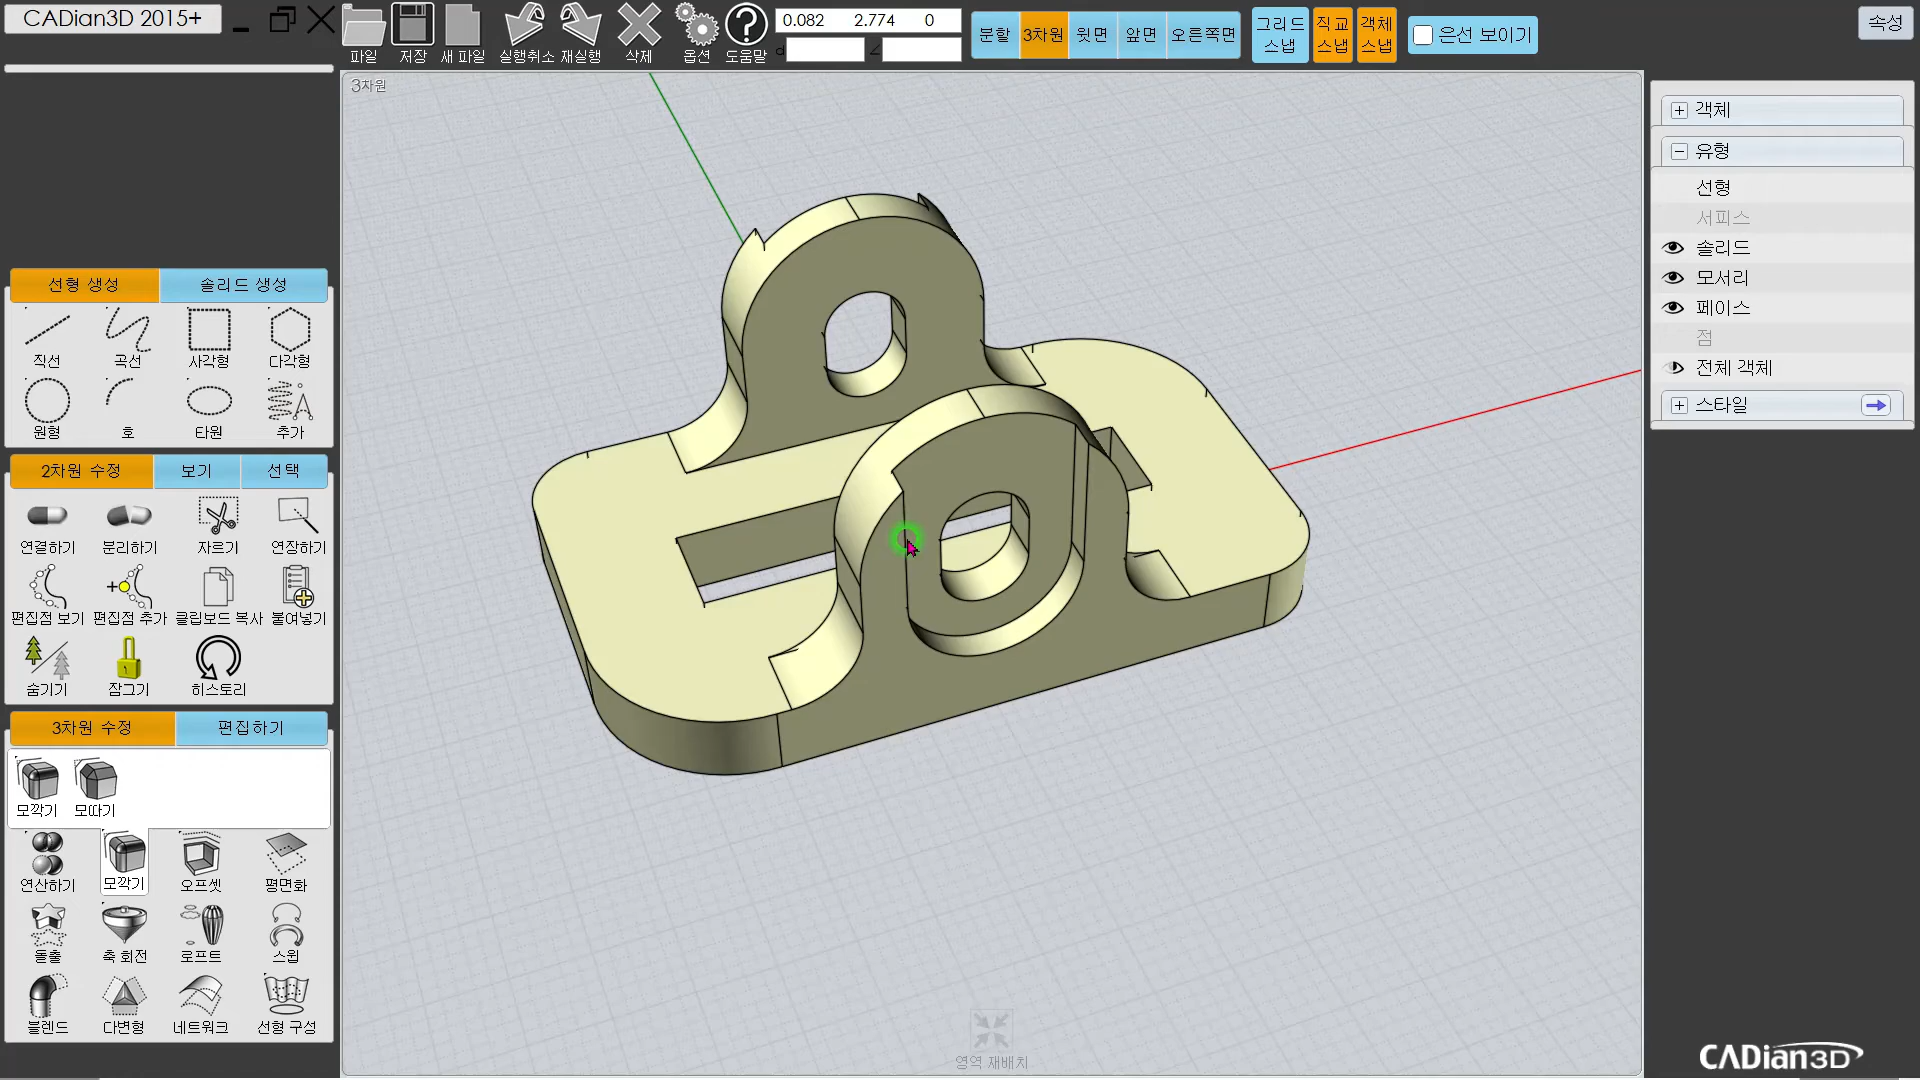 CADian3D 2015+
0.082 2.774 0
d
파일 저장 새 파일 실행취소 재실행 삭제 옵션 도움말
분할 3차원 윗면 앞면 오른쪽면
그리드 스냅
직교 스냅
객체 스냅
은선 보이기
속성
3차원
객체
유형
선형
서피스
솔리드
모서리
페이스
점
전체 객체
스타일
선형 생성 솔리드 생성
직선 곡선 사각형 다각형
원형 호 타원 추가
2차원 수정 보기 선택
연결하기 분리하기 자르기 연장하기
편집점 보기 편집점 추가 클립보드 복사 붙여넣기
숨기기 잠그기 히스토리
3차원 수정 편집하기
모깍기 모따기
연산하기 모깍기 오프셋 평면화
돌출 축 회전 로프트 스윕
블렌드 다변형 네트워크 선형 구성
영역 재배치
CADian3D